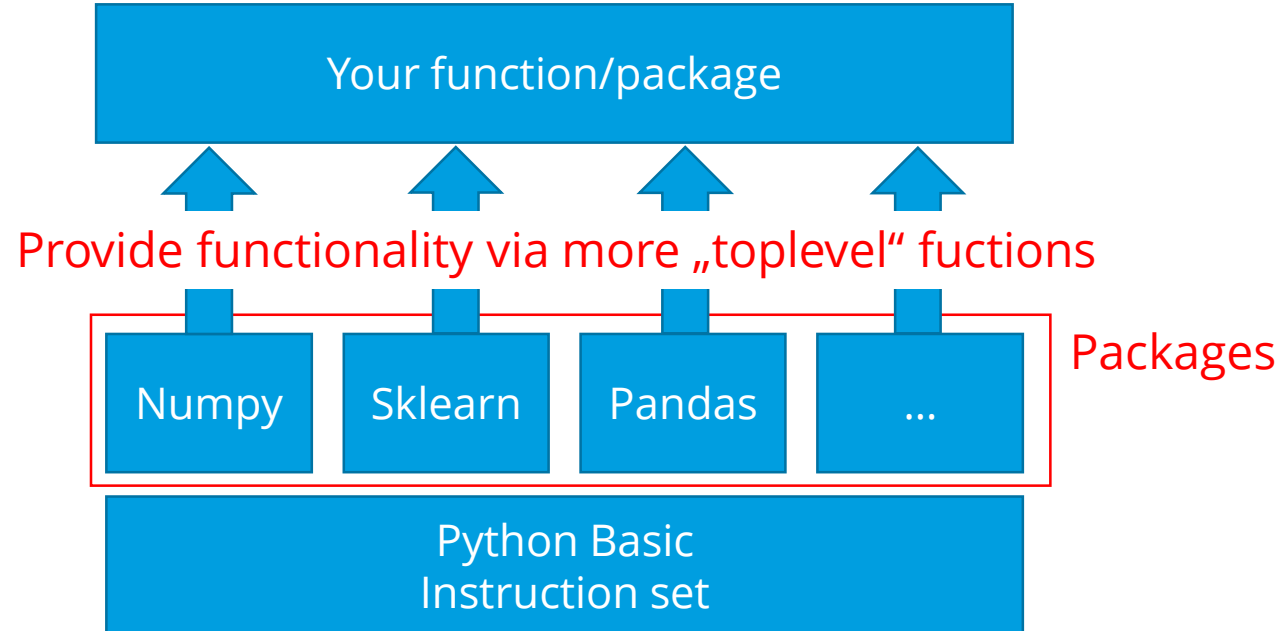 Your function/package
Provide functionality via more „toplevel“ fuctions
Packages
Numpy
Sklearn
Pandas
...
Python Basic
Instruction set